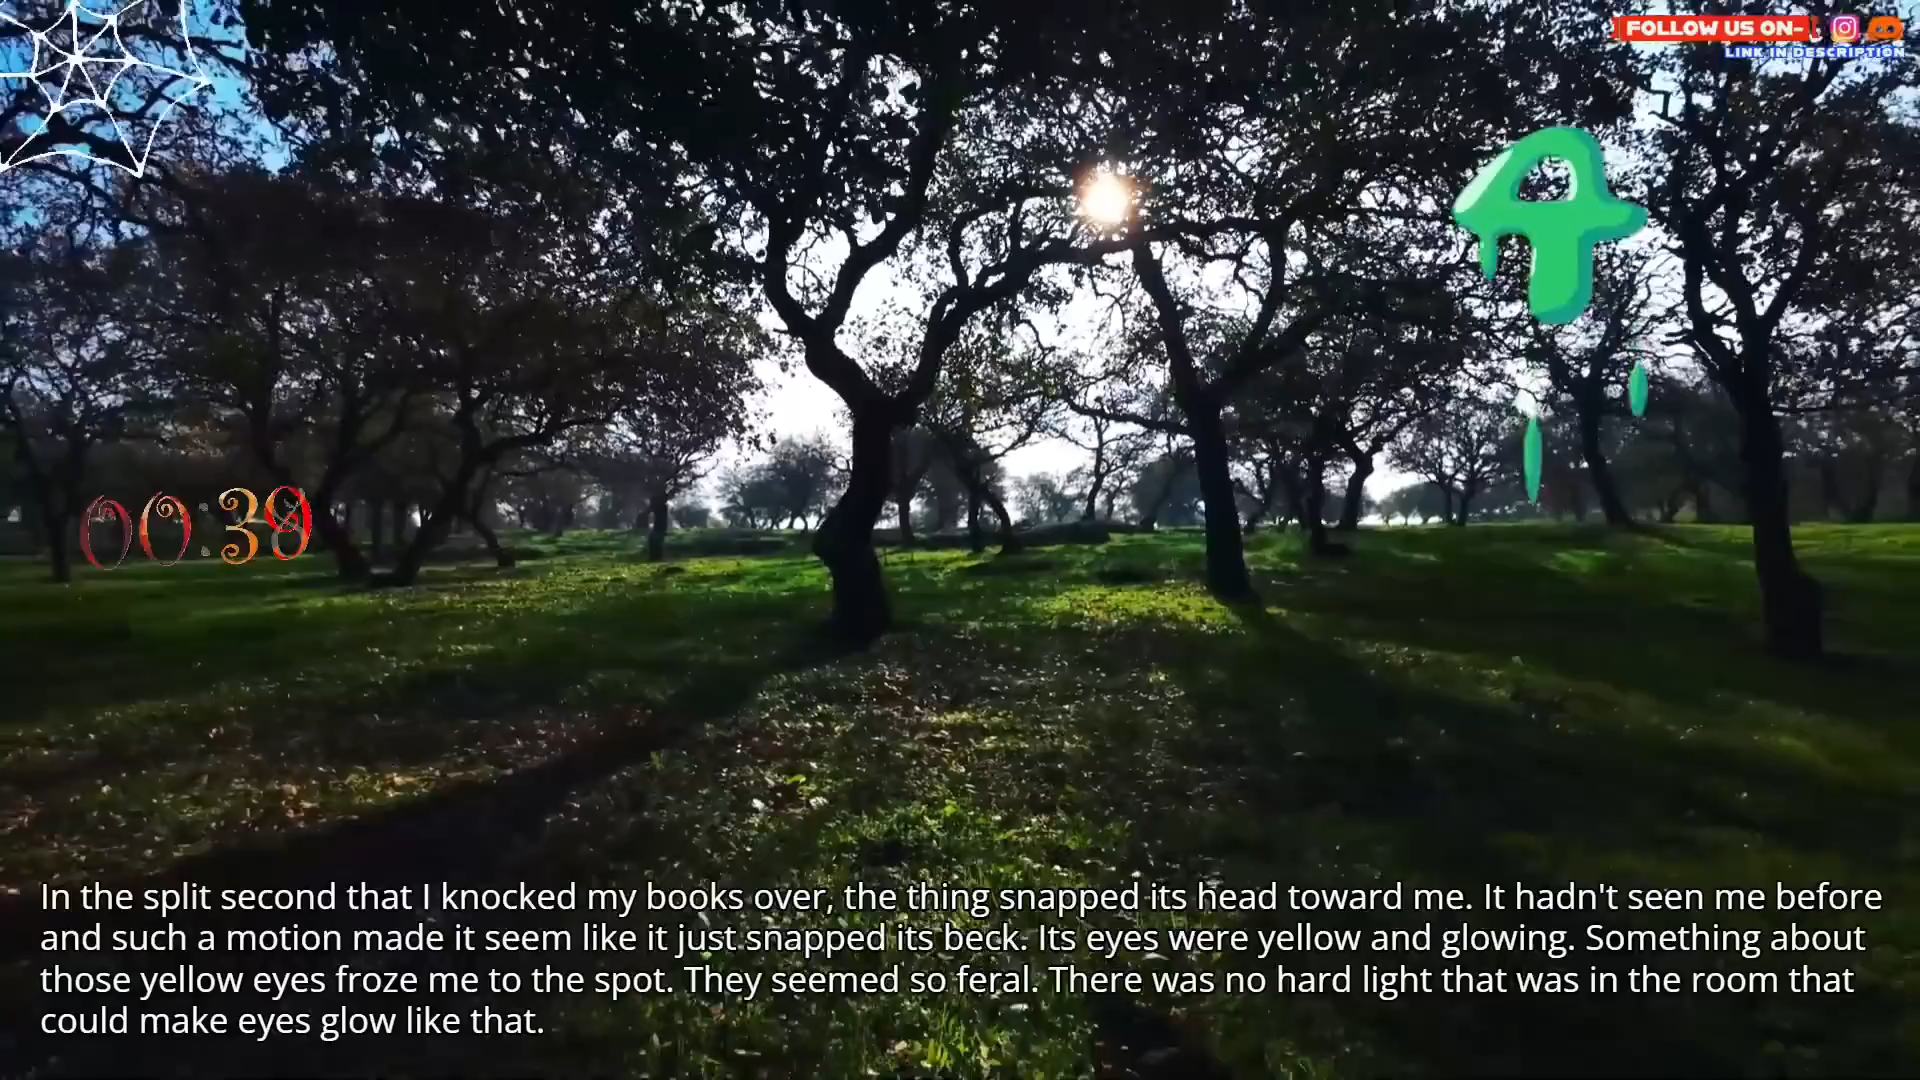 FOLLOW US ON-
LINK IN DESCRIPTION
4
00:39
In the split second that I knocked my books over, the thing snapped its head toward me. It hadn't seen me before
and such a motion made it seem like it just snapped its beck. Its eyes were yellow and glowing. Something about
those yellow eyes froze me to the spot. They seemed so feral. There was no hard light that was in the room that
could make eyes glow like that.